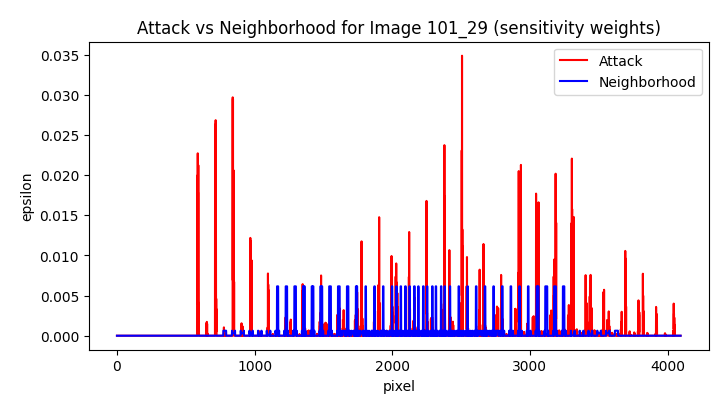 Attack vs Neighborhood for Image 101_29 (sensitivity weights)
Attack
Neighborhood
epsilon
0.035
0.030
0.025
0.020
0.015
0.010
0.005
0.000
0
1000
2000
3000
4000
pixel